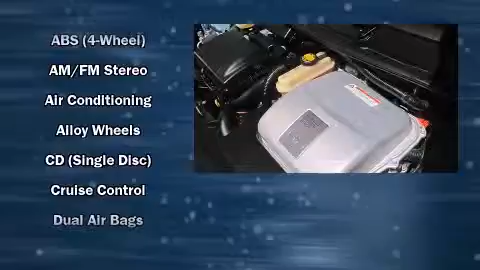 ABS (4-Wheel)
AM/FM Stereo
Air Conditioning
Alloy Wheels
CD (Single Disc)
Cruise Control
Dual Air Bags